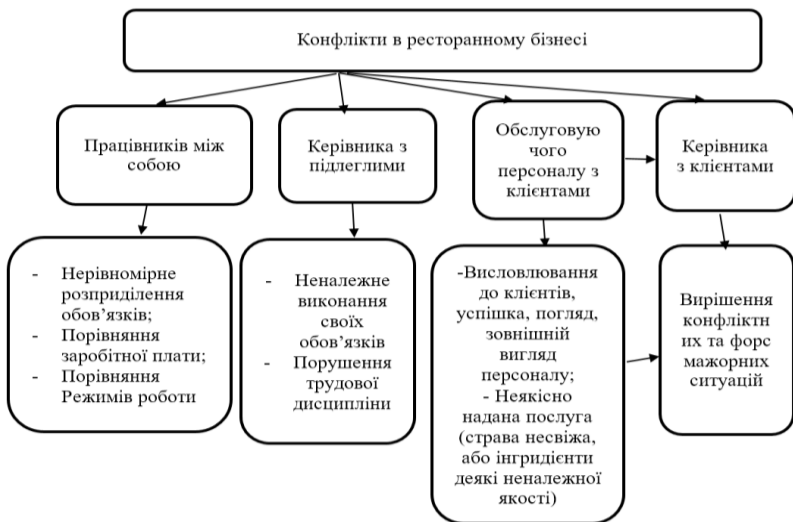 Конфлікти в ресторанному бізнесі
Працівників між
собою
Керівника з
підлеглими
Обслуговую
чого
персоналу з
клієнтами
Керівника
з клієнтами
- Нерівномірне
розприділення
обов’язків;
- Порівняння
заробітної плати;
- Порівняння
Режимів роботи
- Неналежне
виконання
своїх
обов’язків
- Порушення
трудової
дисципліни
-Висловлювання
до клієнтів,
успішка, погляд,
зовнішній
вигляд
персоналу;
- Неякісно
надана послуга
(страва несвіжа,
або інгридієнти
деякі неналежної
якості)
Вирішення
конфліктн
их та форс
мажорних
ситуацій